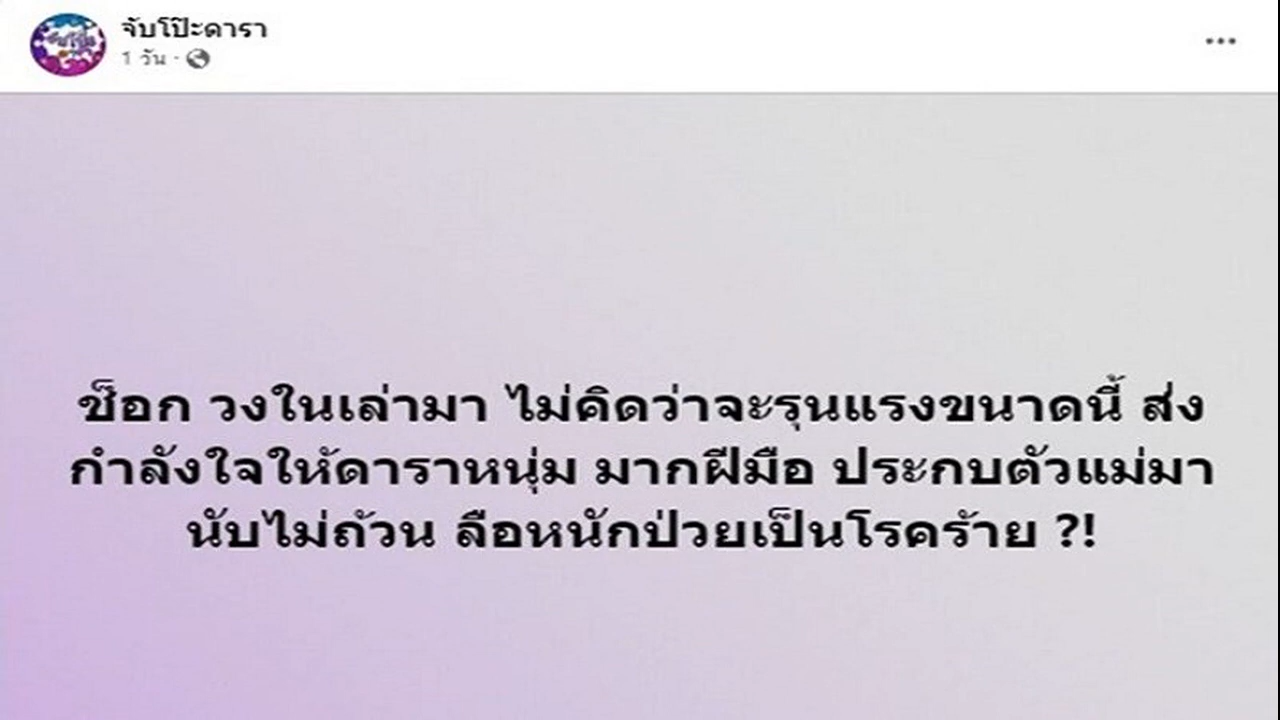 จับโป๊ะดารา
1 วัน ·
ช็อก วงในเล่ามา ไม่คิดว่าจะรุนแรงขนาดนี้ ส่ง
กำลังใจให้ดาราหนุ่ม มากฝีมือ ประกบตัวแม่มา
นับไม่ถ้วน ลือหนักป่วยเป็นโรคร้าย ?!